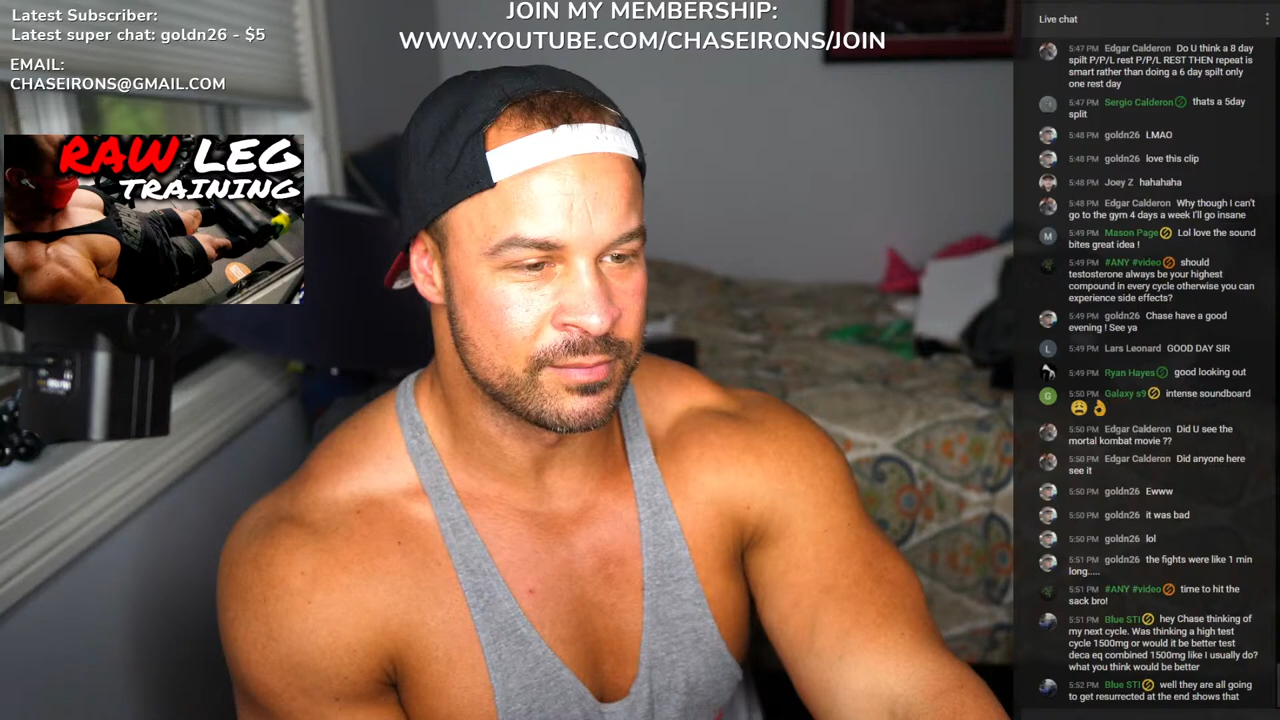 Latest Subscriber:
Latest super chat: goldn26 - $5
EMAIL:
CHASEIRONS@GMAIL.COM
JOIN MY MEMBERSHIP:
WWW.YOUTUBE.COM/CHASEIRONS/JOIN
RAW LEG
TRAINING
Live chat
5:47 PM Edgar Calderon Do U think a 8 day
spilt P/P/L rest P/P/L REST THEN repeat is
smart rather than doing a 6 day spilt only
one rest day
5:47 PM Sergio Calderon thats a 5day
split
5:48 PM goldn26 LMAO
5:48 PM goldn26 love this clip
5:48 PM Joey Z hahahaha
5:48 PM Edgar Calderon Why though I can't
go to the gym 4 days a week I'll go insane
M
5:49 PM Mason Page Lol love the sound
bites great idea !
5:49 PM #ANY #video should
testosterone always be your highest
compound in every cycle otherwise you can
experience side effects?
5:49 PM goldn26 Chase have a good
evening ! See ya
L
5:49 PM Lars Leonard GOOD DAY SIR
5:49 PM Ryan Hayes good looking out
G
5:50 PM Galaxy s9 intense soundboard
😩 👌
5:50 PM Edgar Calderon Did U see the
mortal kombat movie ??
5:50 PM Edgar Calderon Did anyone here
see it
5:50 PM goldn26 Ewww
5:50 PM goldn26 it was bad
5:50 PM goldn26 lol
5:51 PM goldn26 the fights were like 1 min
long.....
5:51 PM #ANY #video time to hit the
sack bro!
5:51 PM Blue STI hey Chase thinking of
my next cycle. Was thinking a high test
cycle 1500mg or would it be better test
deca eq combined 1500mg like I usually do?
what you think would be better
5:52 PM Blue STI well they are all going
to get resurrected at the end shows that